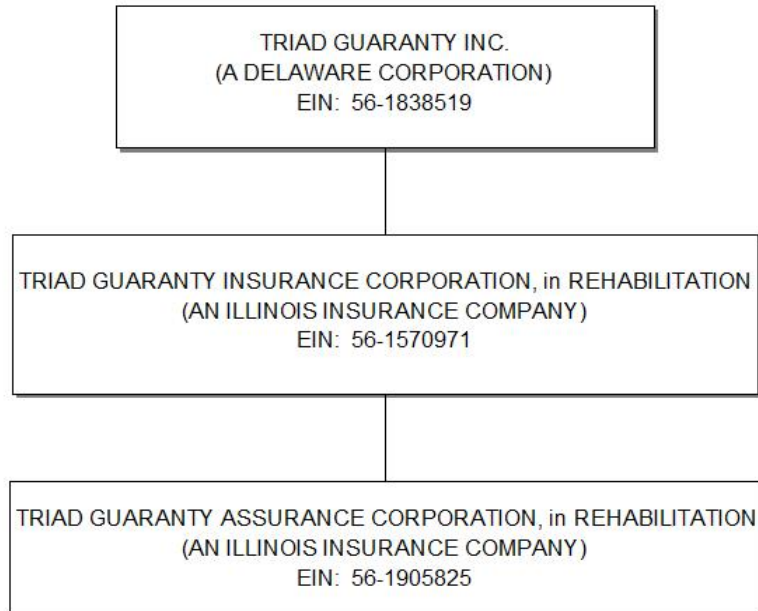 TRIAD GUARANTY INC.
(A DELAWARE CORPORATION)
EIN: 56-1838519
TRIAD GUARANTY INSURANCE CORPORATION, in REHABILITATION
(AN ILLINOIS INSURANCE COMPANY)
EIN: 56-1570971
TRIAD GUARANTY ASSURANCE CORPORATION, in REHABILITATION
(AN ILLINOIS INSURANCE COMPANY)
EIN: 56-1905825